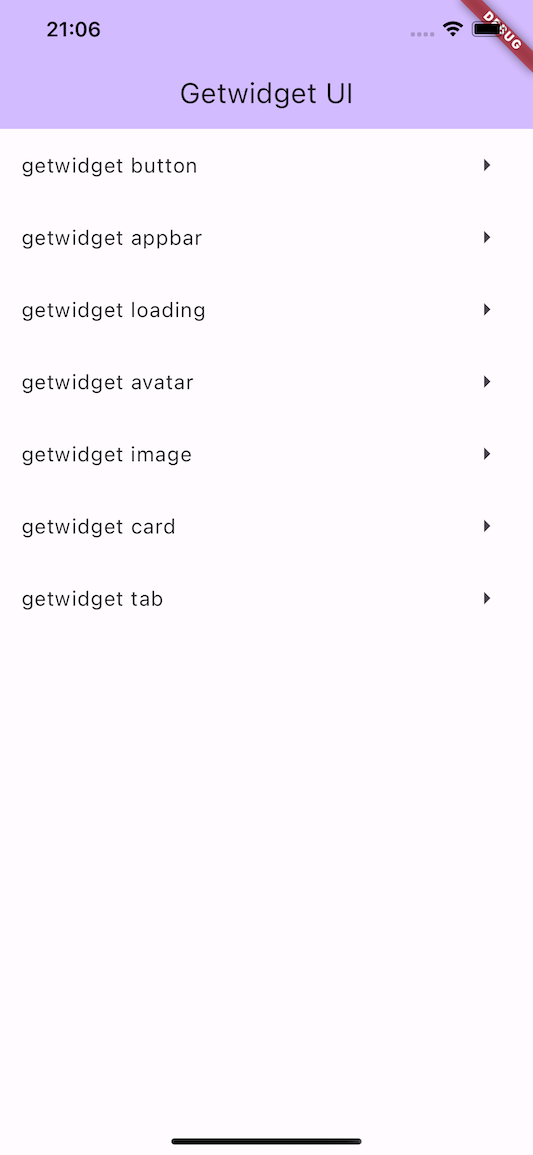 21:06
DEBUG
Getwidget UI
getwidget button
getwidget appbar
getwidget loading
getwidget avatar
getwidget image
getwidget card
getwidget tab